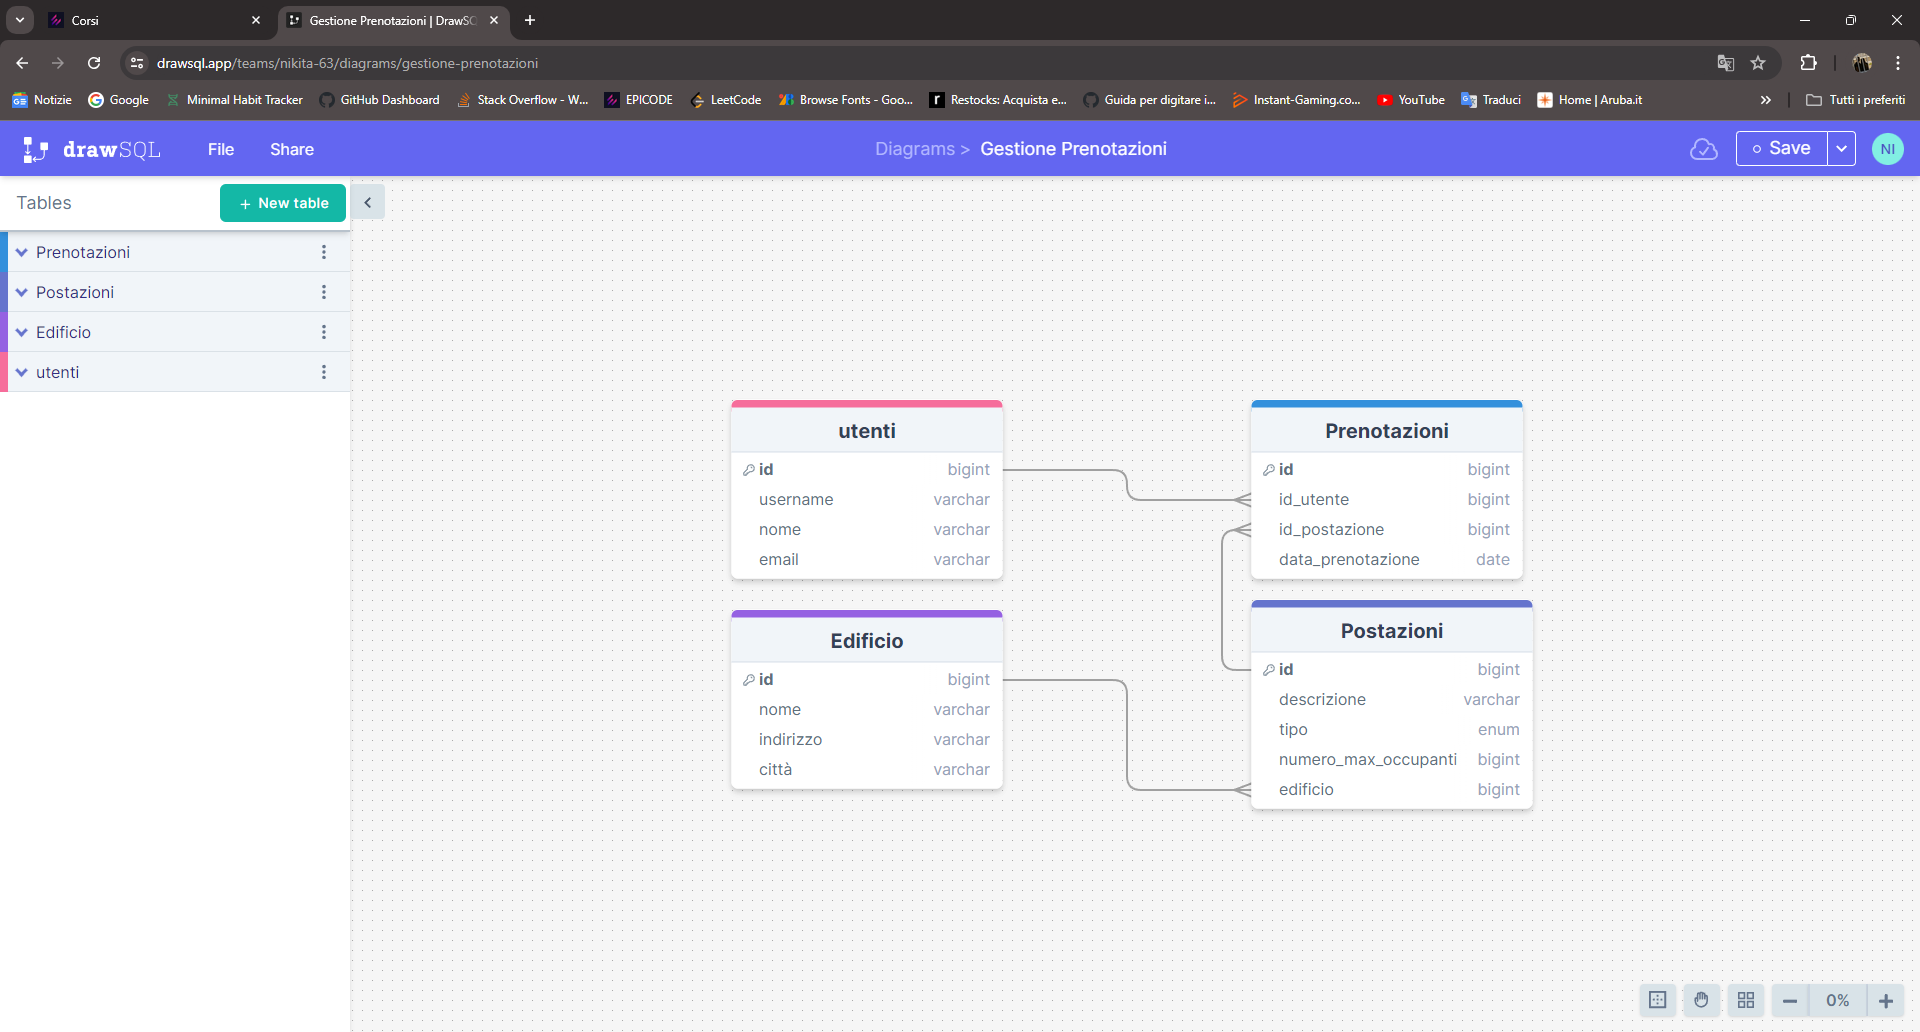 Corsi
Gestione Prenotazioni | DrawSQ
drawsql.app/teams/nikita-63/diagrams/gestione-prenotazioni
Notizie Google Minimal Habit Tracker GitHub Dashboard Stack Overflow - W... EPICODE LeetCode Browse Fonts - Goo... Restocks: Acquista e... Guida per digitare i... Instant-Gaming.co... YouTube Traduci Home | Aruba.it » Tutti i preferiti
drawSQL File Share Diagrams > Gestione Prenotazioni Save NI
Tables + New table
Prenotazioni
Postazioni
Edificio
utenti
utenti
id bigint
username varchar
nome varchar
email varchar
Prenotazioni
id bigint
id_utente bigint
id_postazione bigint
data_prenotazione date
Edificio
id bigint
nome varchar
indirizzo varchar
città varchar
Postazioni
id bigint
descrizione varchar
tipo enum
numero_max_occupanti bigint
edificio bigint
0%